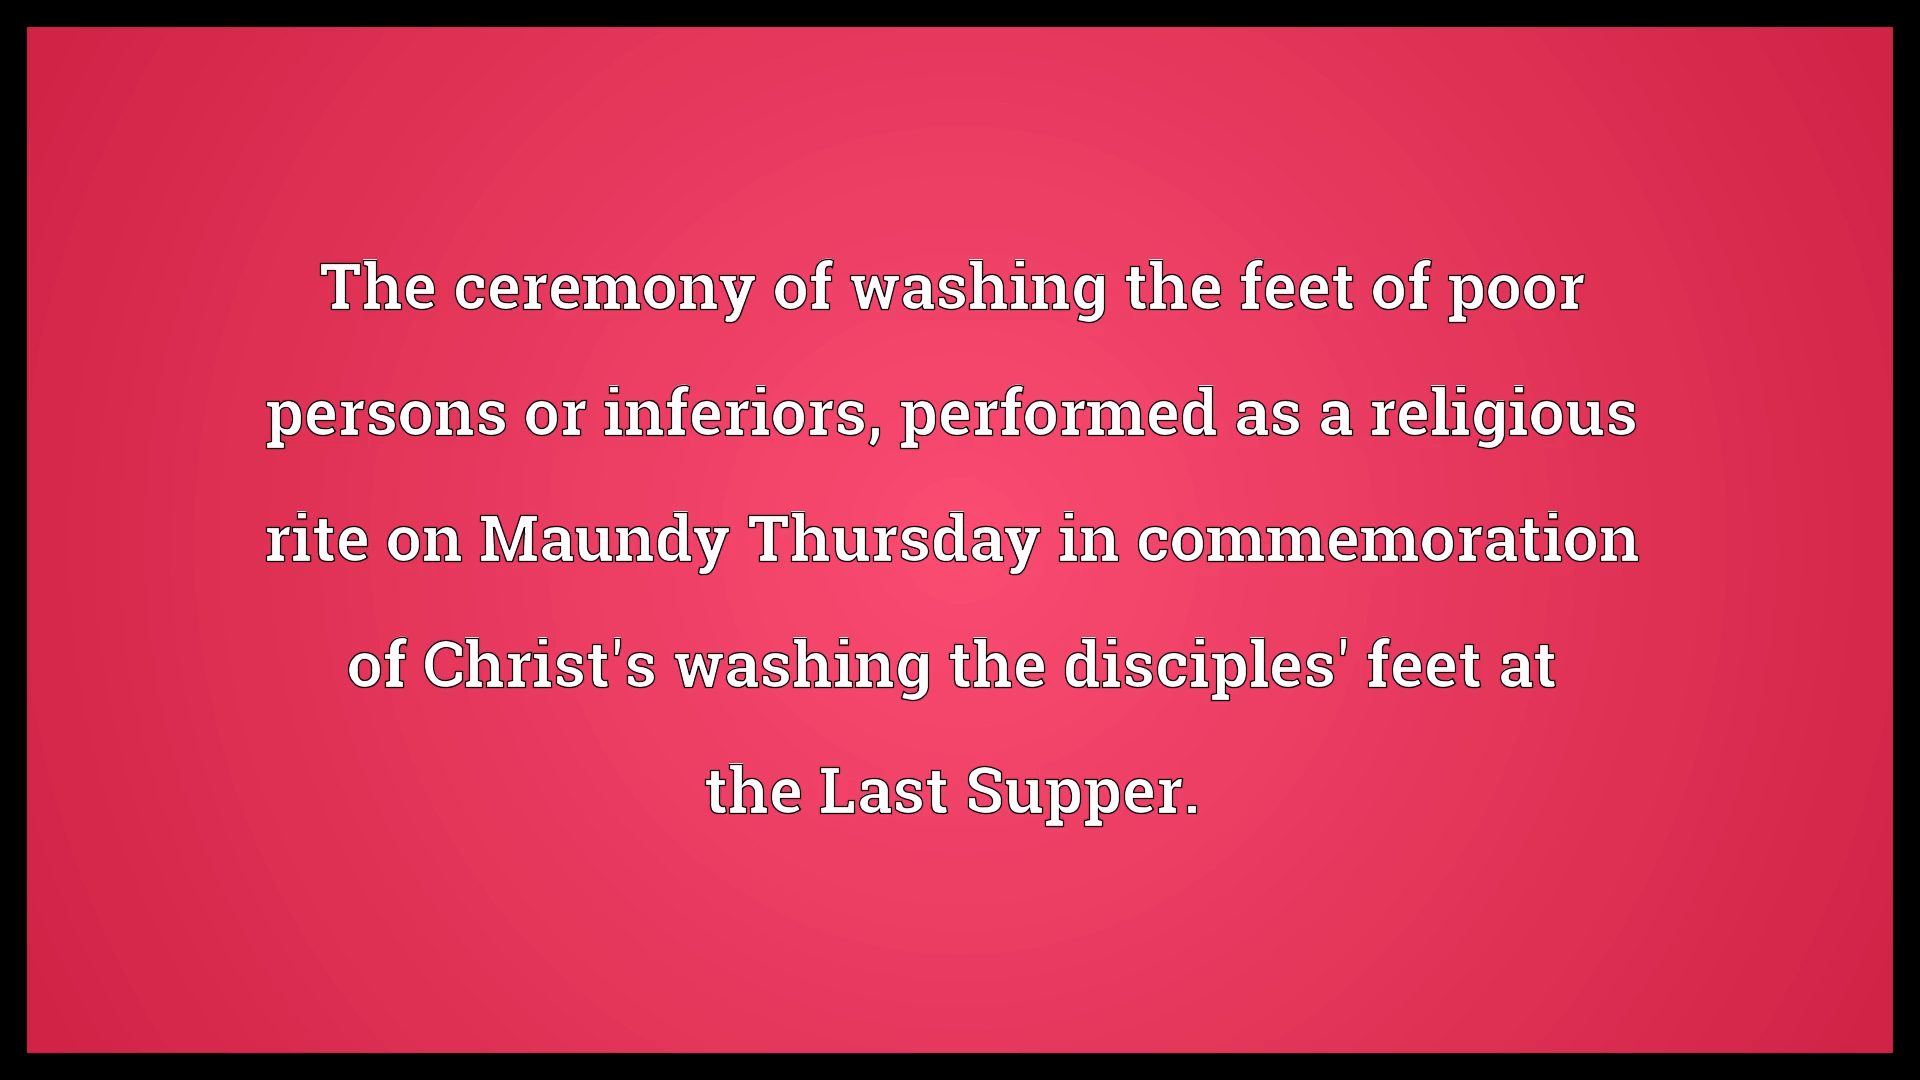 The ceremony of washing the feet of poor
persons or inferiors, performed as a religious
rite on Maundy Thursday in commemoration
of Christ's washing the disciples' feet at
the Last Supper.